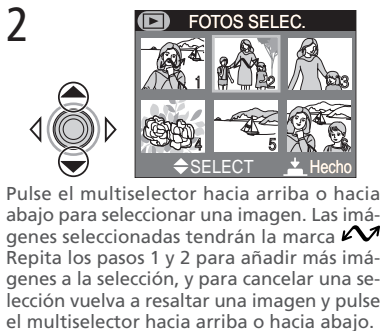 2
FOTOS SELEC.
1 2 3
4 5
SELECT Hecho
Pulse el multiselector hacia arriba o hacia
abajo para seleccionar una imagen. Las imá-
genes seleccionadas tendrán la marca
Repita los pasos 1 y 2 para añadir más imá-
genes a la selección, y para cancelar una se-
lección vuelva a resaltar una imagen y pulse
el multiselector hacia arriba o hacia abajo.